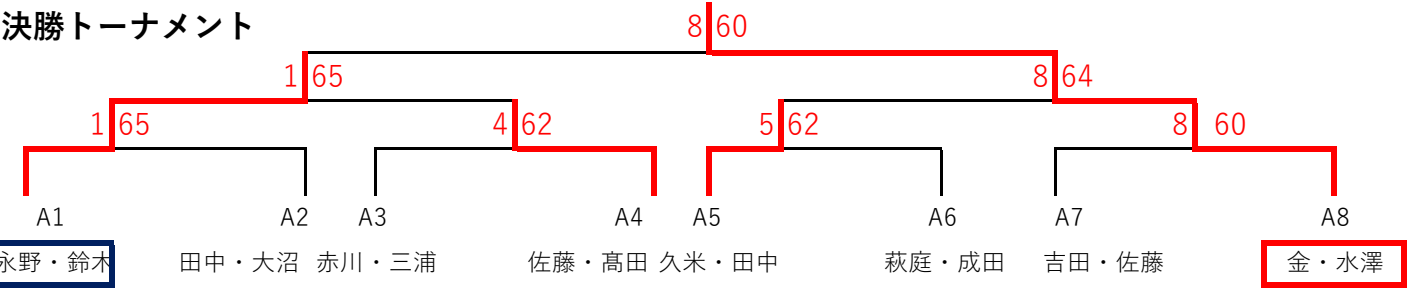 決勝トーナメント
8 60
1 65 8 64
1 65 4 62 5 62 8 60
A1 A2 A3 A4 A5 A6 A7 A8
永野・鈴木 田中・大沼 赤川・三浦 佐藤・髙田 久米・田中 萩庭・成田 吉田・佐藤 金・水澤